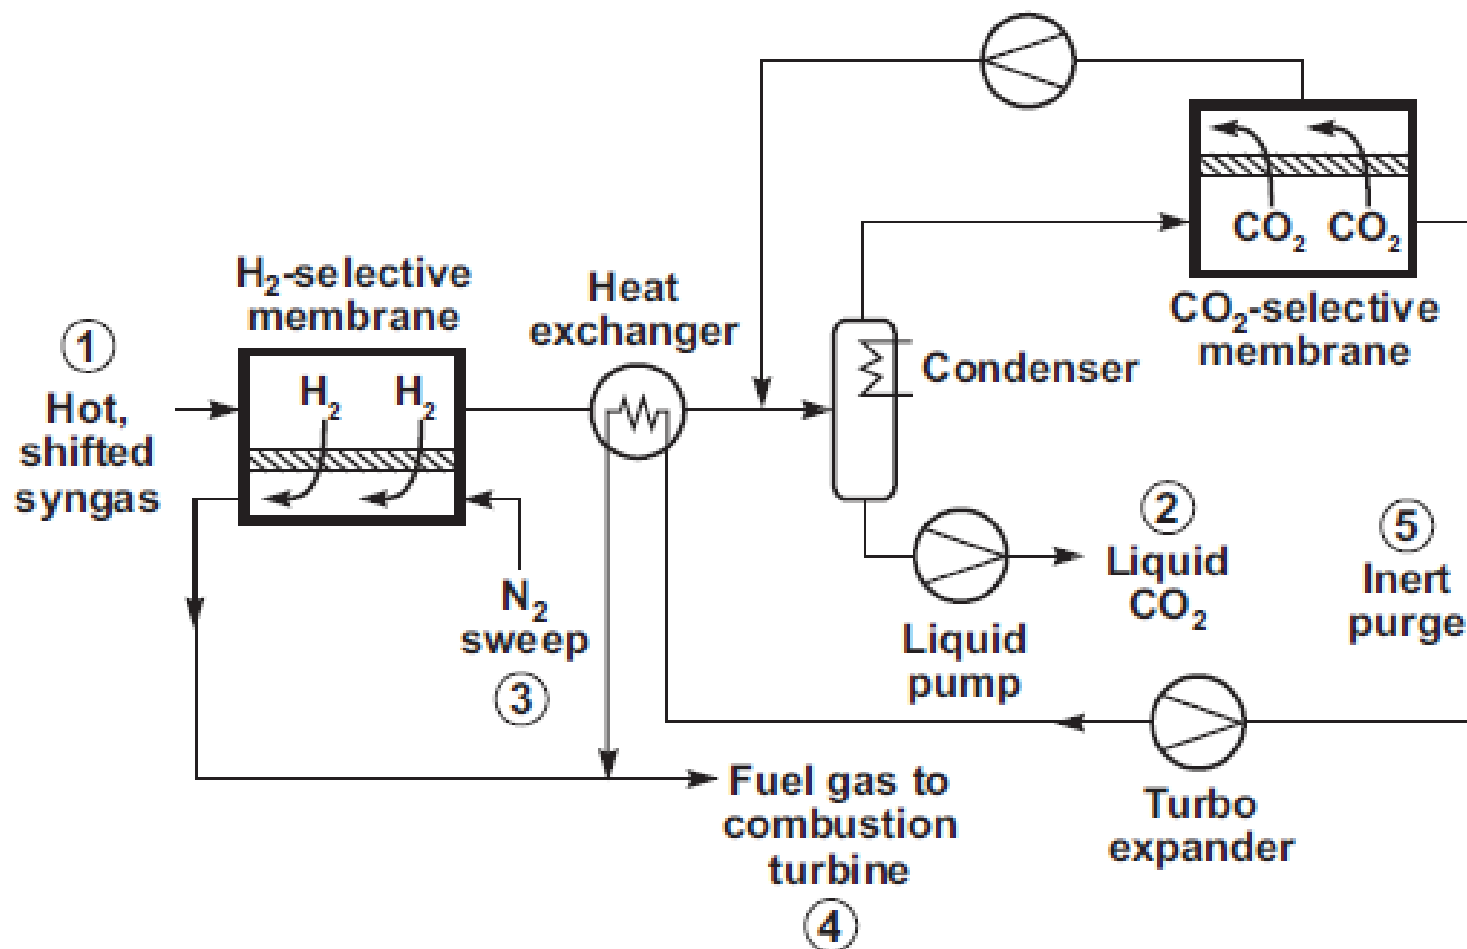 H₂-selective
membrane
①
Hot,
shifted
syngas
H₂ H₂
N₂
sweep
③
Heat
exchanger
Condenser
CO₂ CO₂
CO₂-selective
membrane
②
Liquid
CO₂
Liquid
pump
⑤
Inert
purge
Turbo
expander
Fuel gas to
combustion
turbine
④